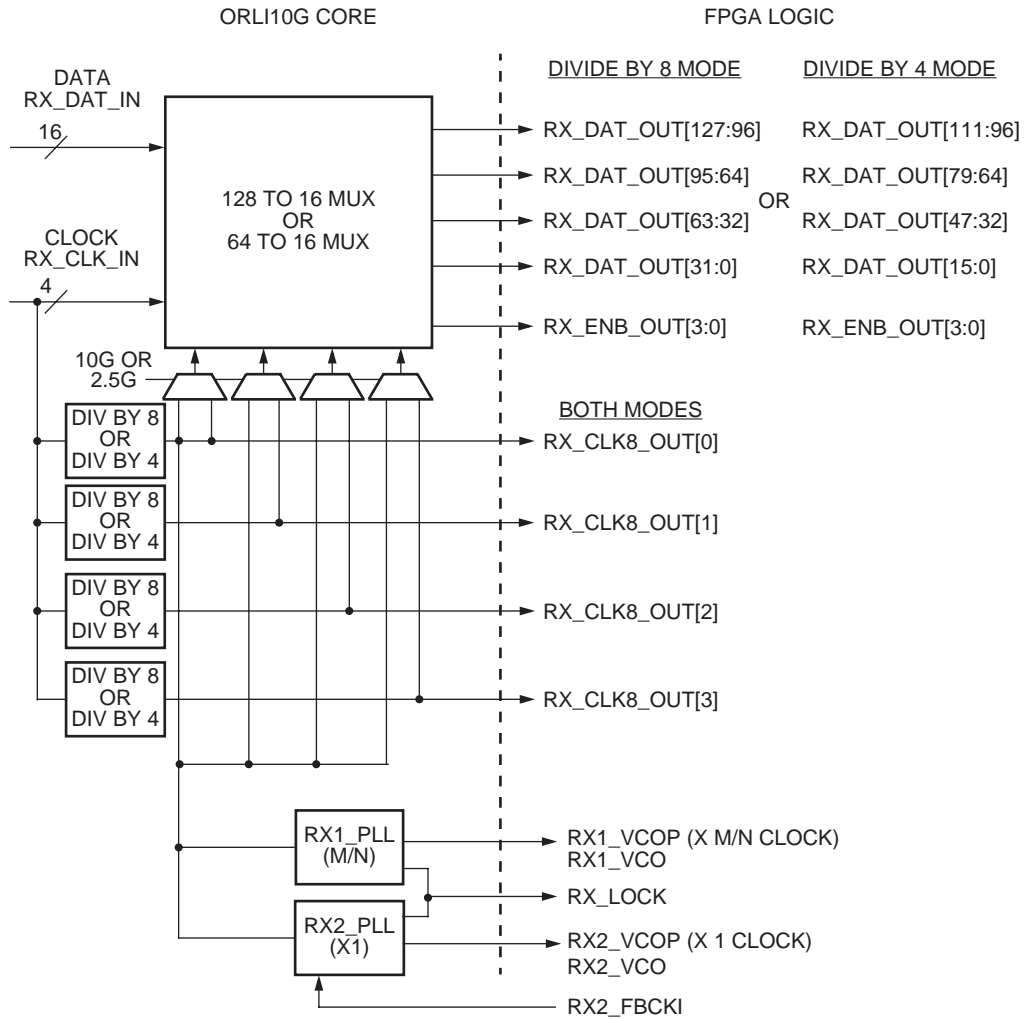 ORLI10G CORE
FPGA LOGIC
DIVIDE BY 8 MODE
DIVIDE BY 4 MODE
DATA
RX_DAT_IN
16
CLOCK
RX_CLK_IN
4
128 TO 16 MUX
OR
64 TO 16 MUX
RX_DAT_OUT[127:96]
RX_DAT_OUT[111:96]
RX_DAT_OUT[95:64]
RX_DAT_OUT[79:64]
OR
RX_DAT_OUT[63:32]
RX_DAT_OUT[47:32]
RX_DAT_OUT[31:0]
RX_DAT_OUT[15:0]
RX_ENB_OUT[3:0]
RX_ENB_OUT[3:0]
10G OR
2.5G
BOTH MODES
DIV BY 8
OR
DIV BY 4
RX_CLK8_OUT[0]
DIV BY 8
OR
DIV BY 4
RX_CLK8_OUT[1]
DIV BY 8
OR
DIV BY 4
RX_CLK8_OUT[2]
DIV BY 8
OR
DIV BY 4
RX_CLK8_OUT[3]
RX1_PLL
(M/N)
RX1_VCOP (X M/N CLOCK)
RX1_VCO
RX_LOCK
RX2_PLL
(X1)
RX2_VCOP (X 1 CLOCK)
RX2_VCO
RX2_FBCKI